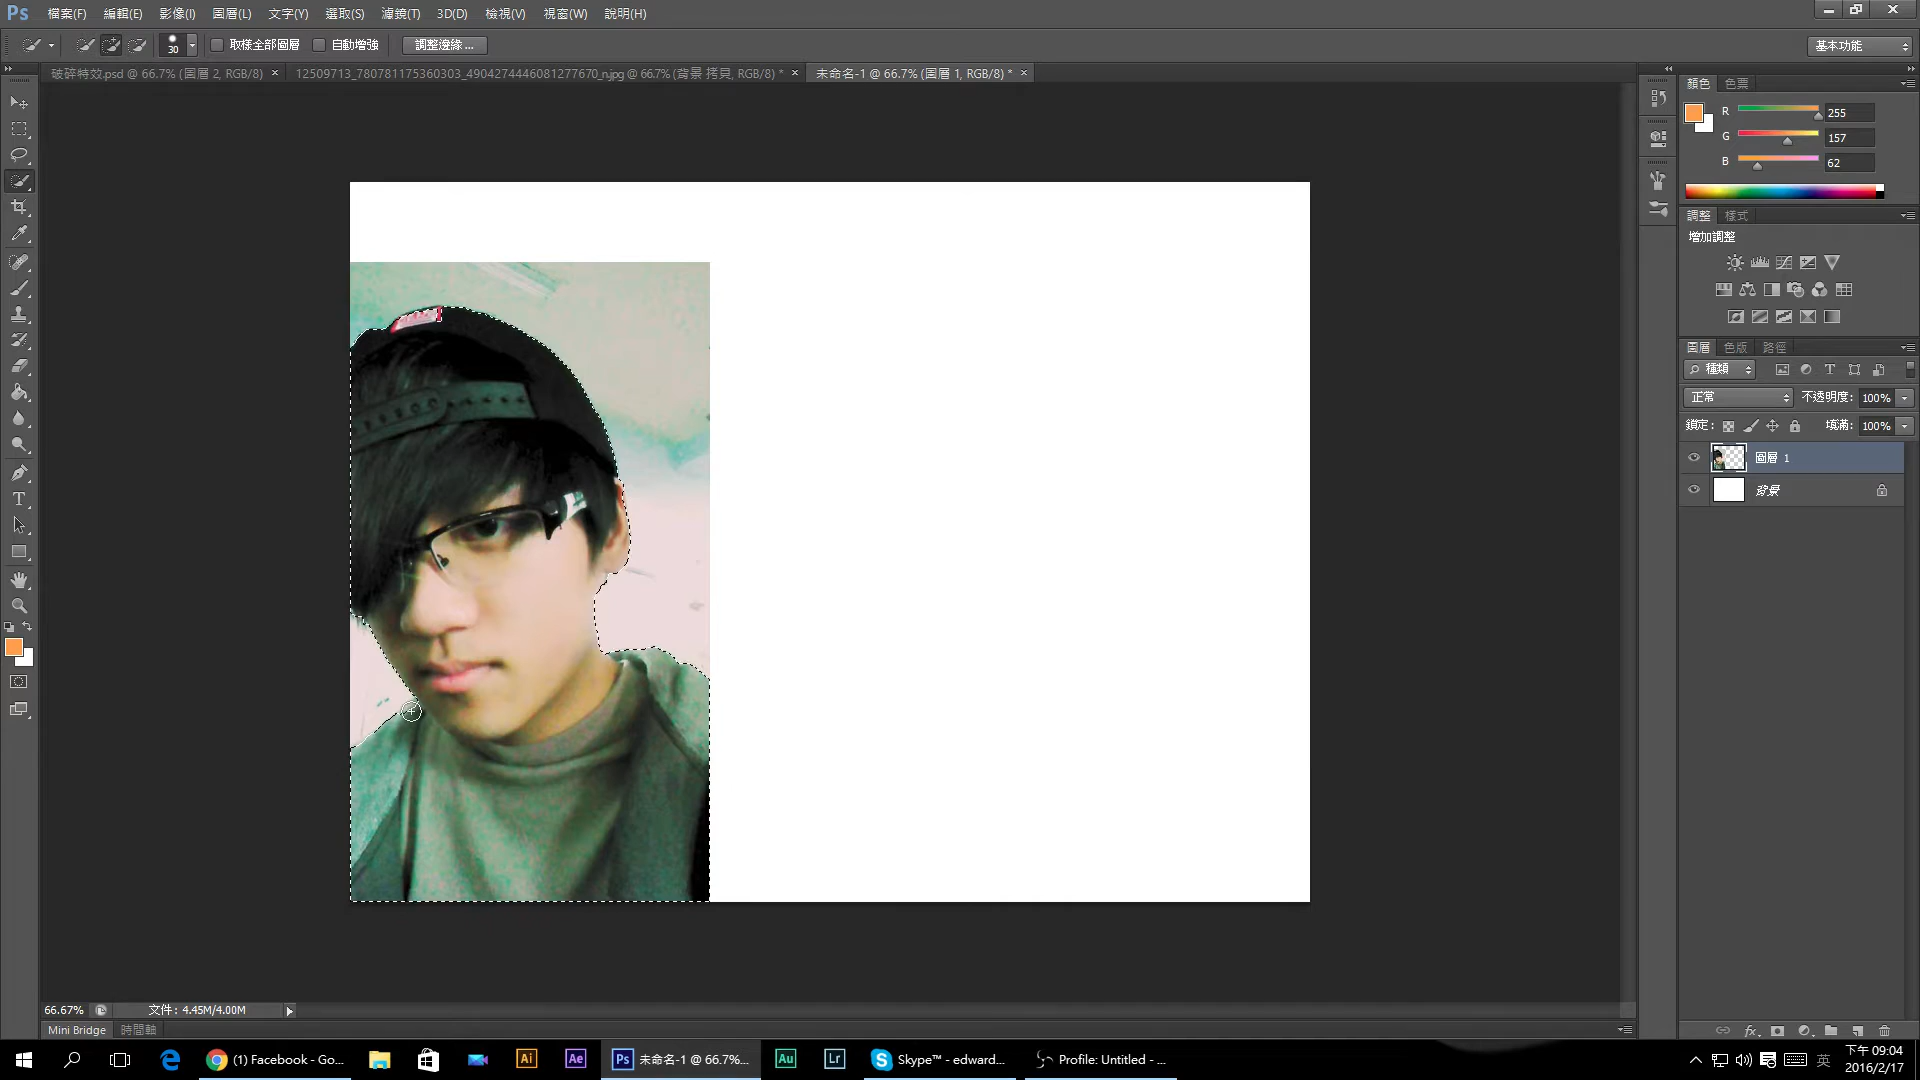 Ps 檔案(F) 編輯(E) 影像(I) 圖層(L) 文字(Y) 選取(S) 濾鏡(T) 3D(D) 檢視(V) 視窗(W) 說明(H)
30 取樣全部圖層 自動增強 調整邊緣 ... 基本功能
破碎特效.psd @ 66.7% (圖層 2, RGB/8) × 12509713_780781175360303_4904274446081277670_n.jpg @ 66.7% (背景 拷貝, RGB/8) * × 未命名-1 @ 66.7% (圖層 1, RGB/8) * ×
顏色 色票
R 255
G 157
B 62
調整 樣式
增加調整
圖層 色版 路徑
種類
正常 不透明度: 100%
鎖定: 填滿: 100%
圖層 1
背景
66.67% 文件: 4.45M/4.00M
Mini Bridge 時間軸
(1) Facebook - Go... Ai Ae Ps 未命名-1 @ 66.7%... Au Lr Skype™ - edward... Profile: Untitled - ... 英 下午 09:04
2016/2/17